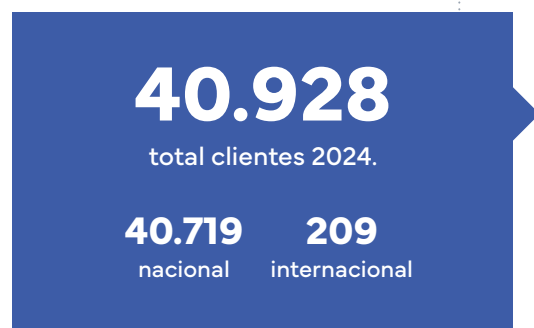 40.928
total clientes 2024.
40.719 209
nacional internacional